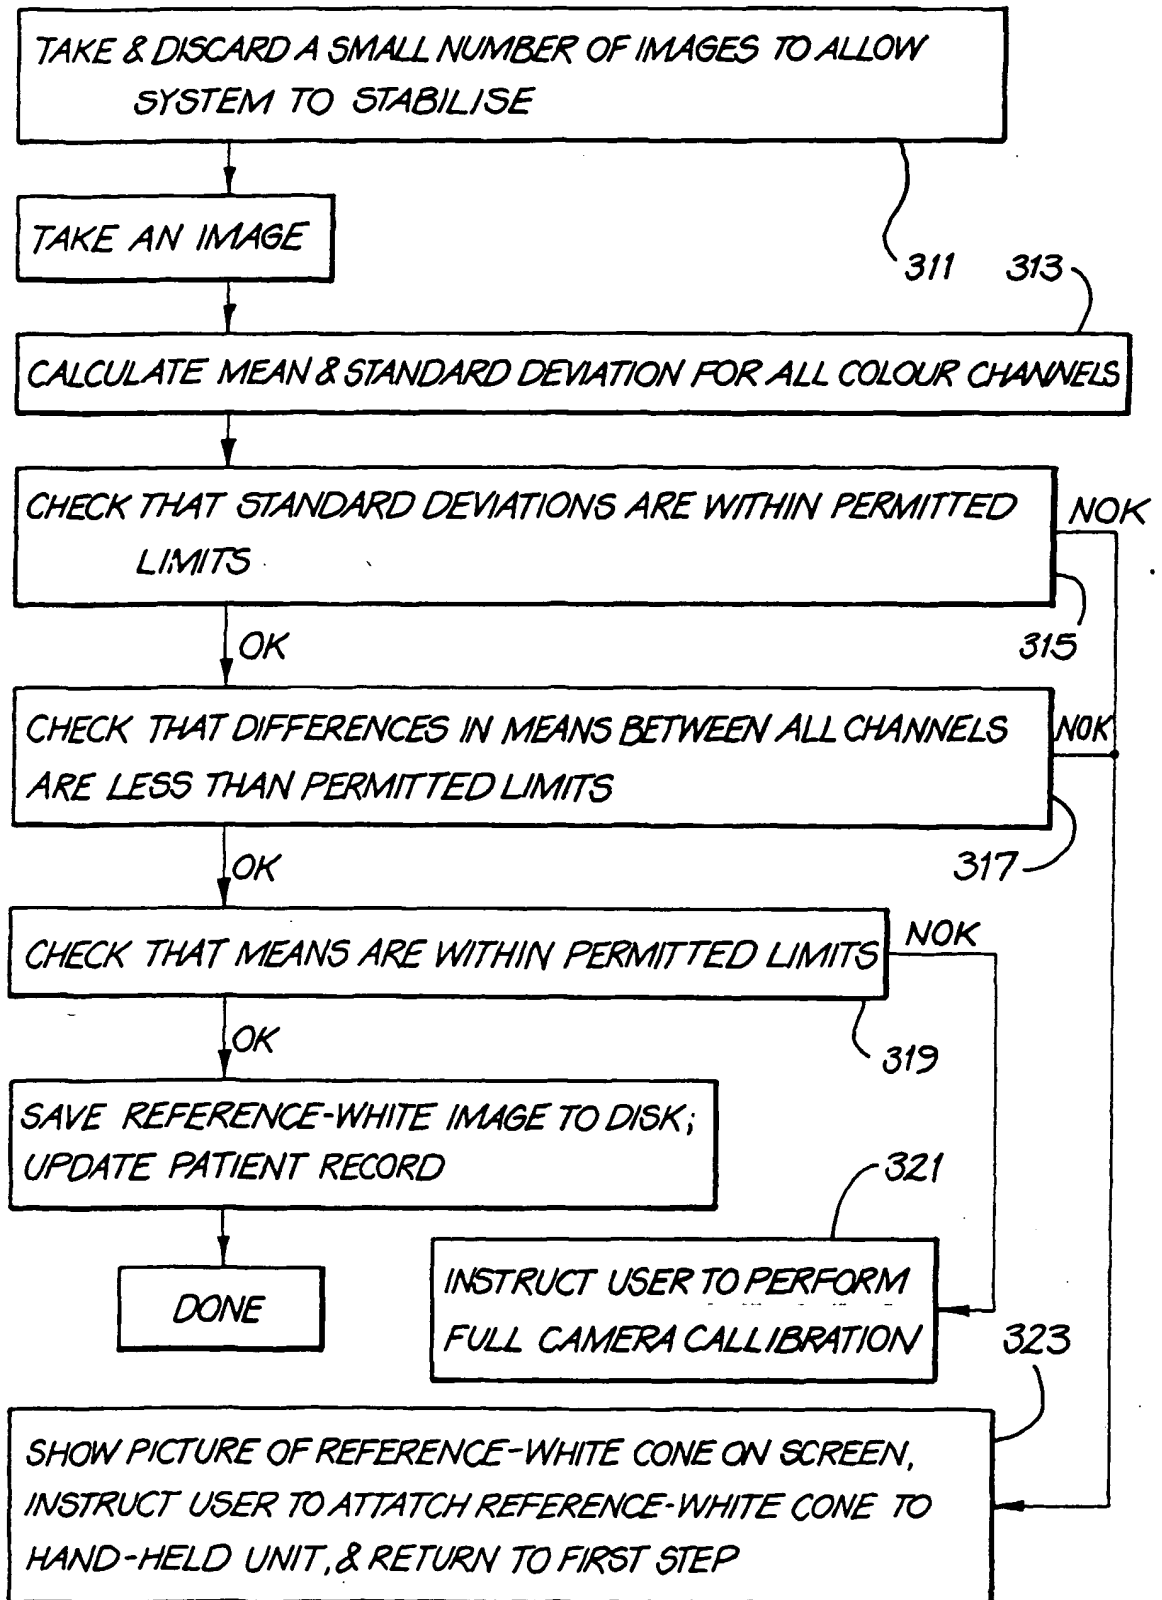 TAKE & DISCARD A SMALL NUMBER OF IMAGES TO ALLOW
SYSTEM TO STABILISE
TAKE AN IMAGE
311
313
CALCULATE MEAN & STANDARD DEVIATION FOR ALL COLOUR CHANNELS
CHECK THAT STANDARD DEVIATIONS ARE WITHIN PERMITTED
LIMITS
NOK
315
OK
CHECK THAT DIFFERENCES IN MEANS BETWEEN ALL CHANNELS
ARE LESS THAN PERMITTED LIMITS
NOK
317
OK
CHECK THAT MEANS ARE WITHIN PERMITTED LIMITS
NOK
319
OK
SAVE REFERENCE-WHITE IMAGE TO DISK;
UPDATE PATIENT RECORD
321
DONE
INSTRUCT USER TO PERFORM
FULL CAMERA CALLIBRATION
323
SHOW PICTURE OF REFERENCE-WHITE CONE ON SCREEN,
INSTRUCT USER TO ATTATCH REFERENCE-WHITE CONE TO
HAND-HELD UNIT, & RETURN TO FIRST STEP